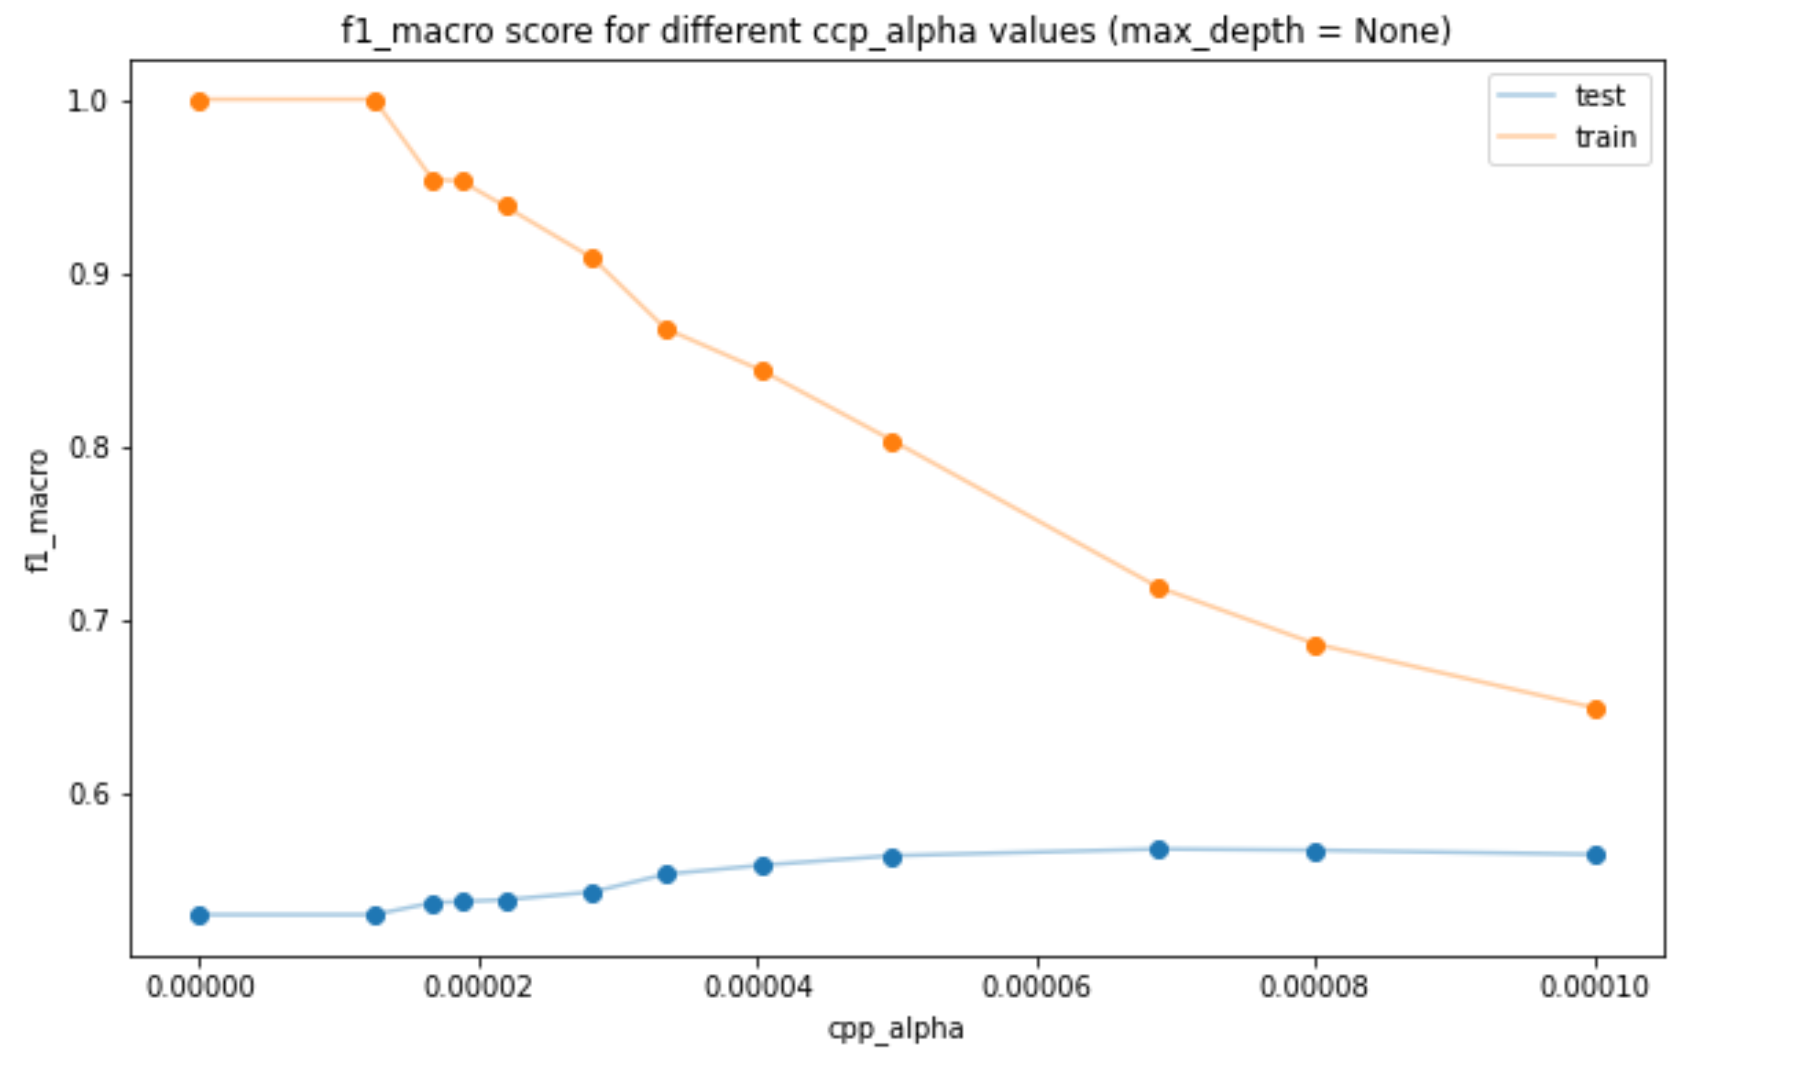 f1_macro score for different ccp_alpha values (max_depth = None)
test
train
1.0
0.9
0.8
0.7
0.6
f1_macro
0.00000 0.00002 0.00004 0.00006 0.00008 0.00010
cpp_alpha